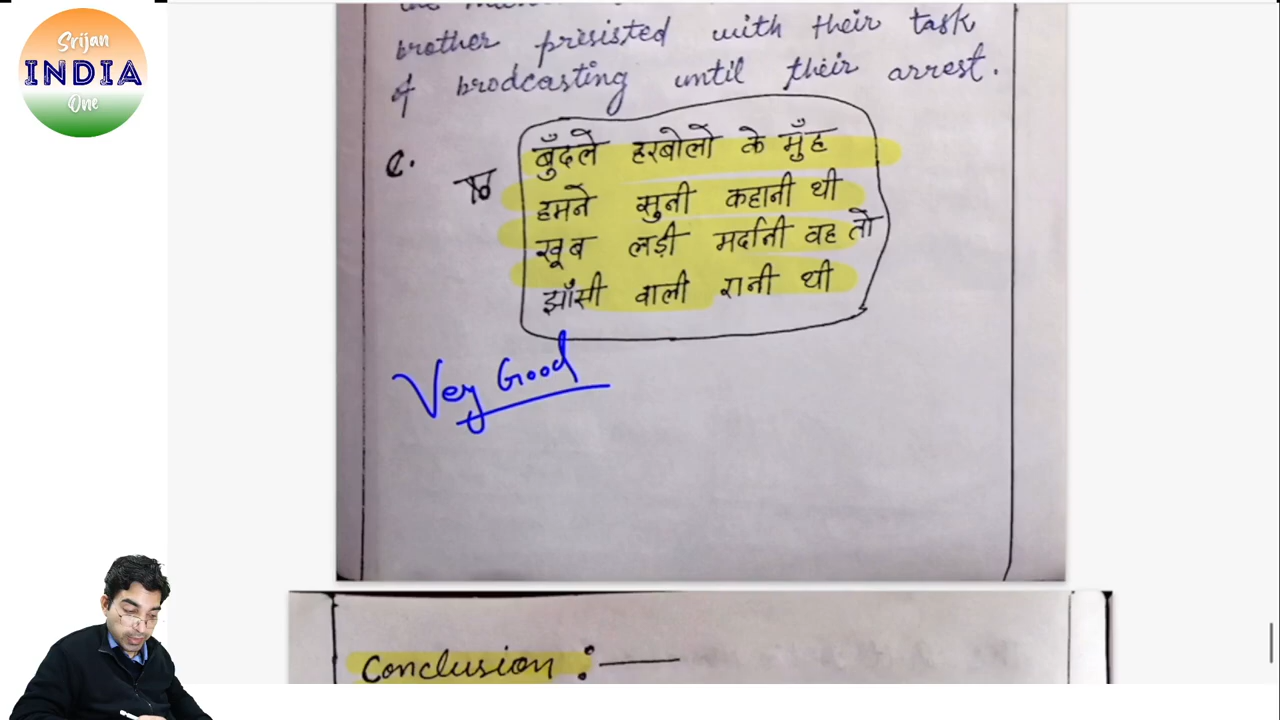 Srijan
INDIA
One
brother presisted with their task
of brodcasting until their arrest.
C.
बुँदले हरबोलों के मुँह
हमने सुनी कहानी थी
खूब लड़ी मर्दानी वह तो
झाँसी वाली रानी थी
Very Good
Conclusion :—